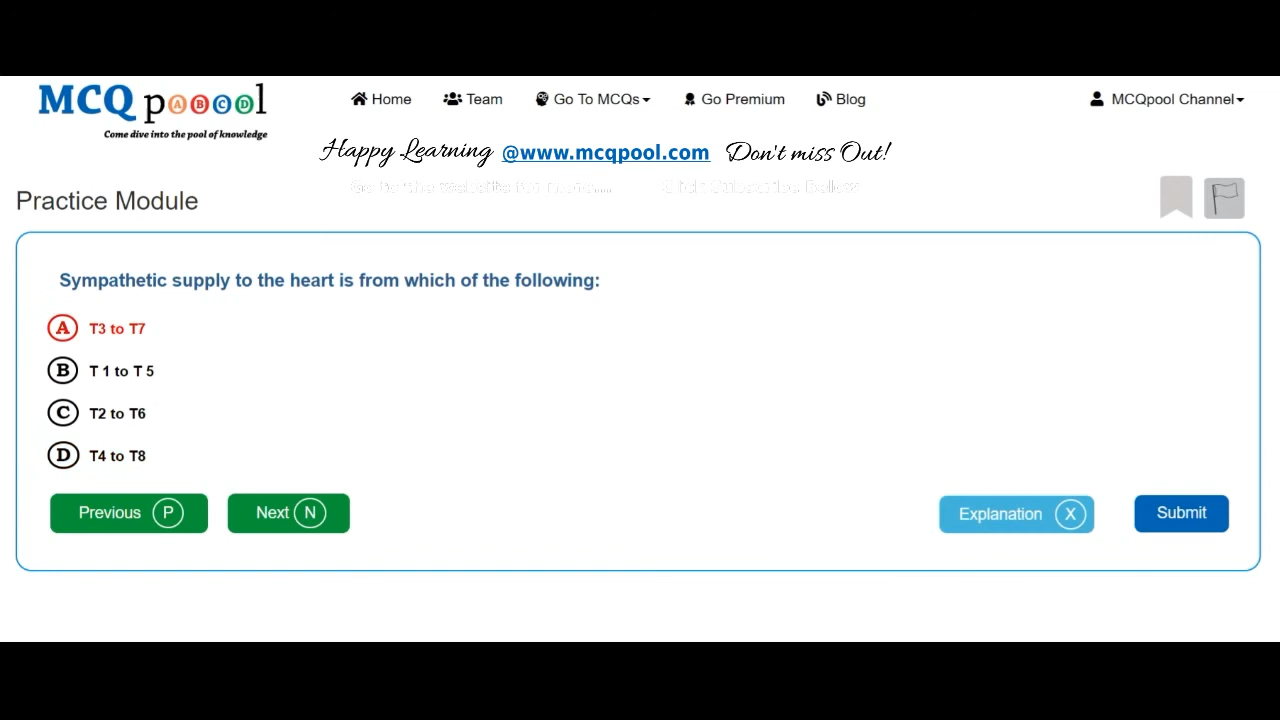 MCQ pooool
Come dive into the pool of knowledge
Home Team Go To MCQs Go Premium Blog MCQpool Channel
Happy Learning @www.mcqpool.com Don't miss Out!
Practice Module
Sympathetic supply to the heart is from which of the following:
A T3 to T7
B T 1 to T 5
C T2 to T6
D T4 to T8
Previous P Next N Explanation X Submit